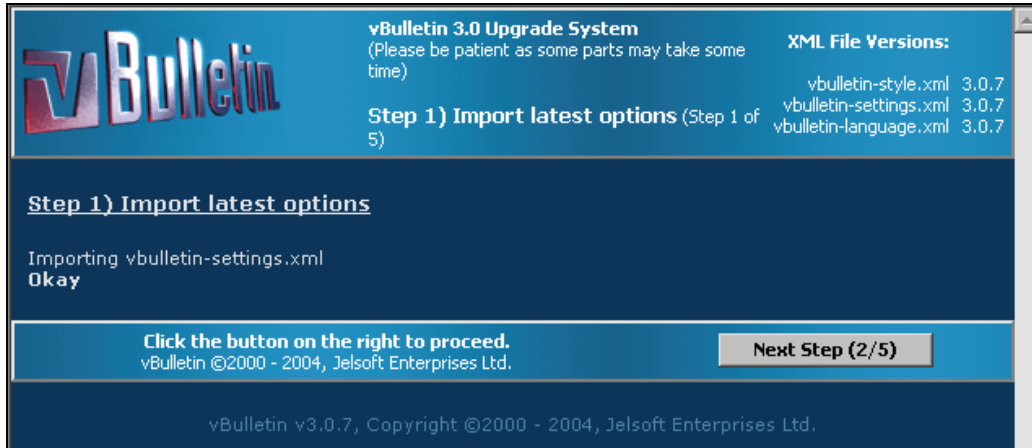 vBulletin
vBulletin 3.0 Upgrade System
(Please be patient as some parts may take some
time)
Step 1) Import latest options (Step 1 of
5)
XML File Versions:
vbulletin-style.xml 3.0.7
vbulletin-settings.xml 3.0.7
vbulletin-language.xml 3.0.7
Step 1) Import latest options
Importing vbulletin-settings.xml
Okay
Click the button on the right to proceed.
vBulletin ©2000 - 2004, Jelsoft Enterprises Ltd.
Next Step (2/5)
vBulletin v3.0.7, Copyright ©2000 - 2004, Jelsoft Enterprises Ltd.